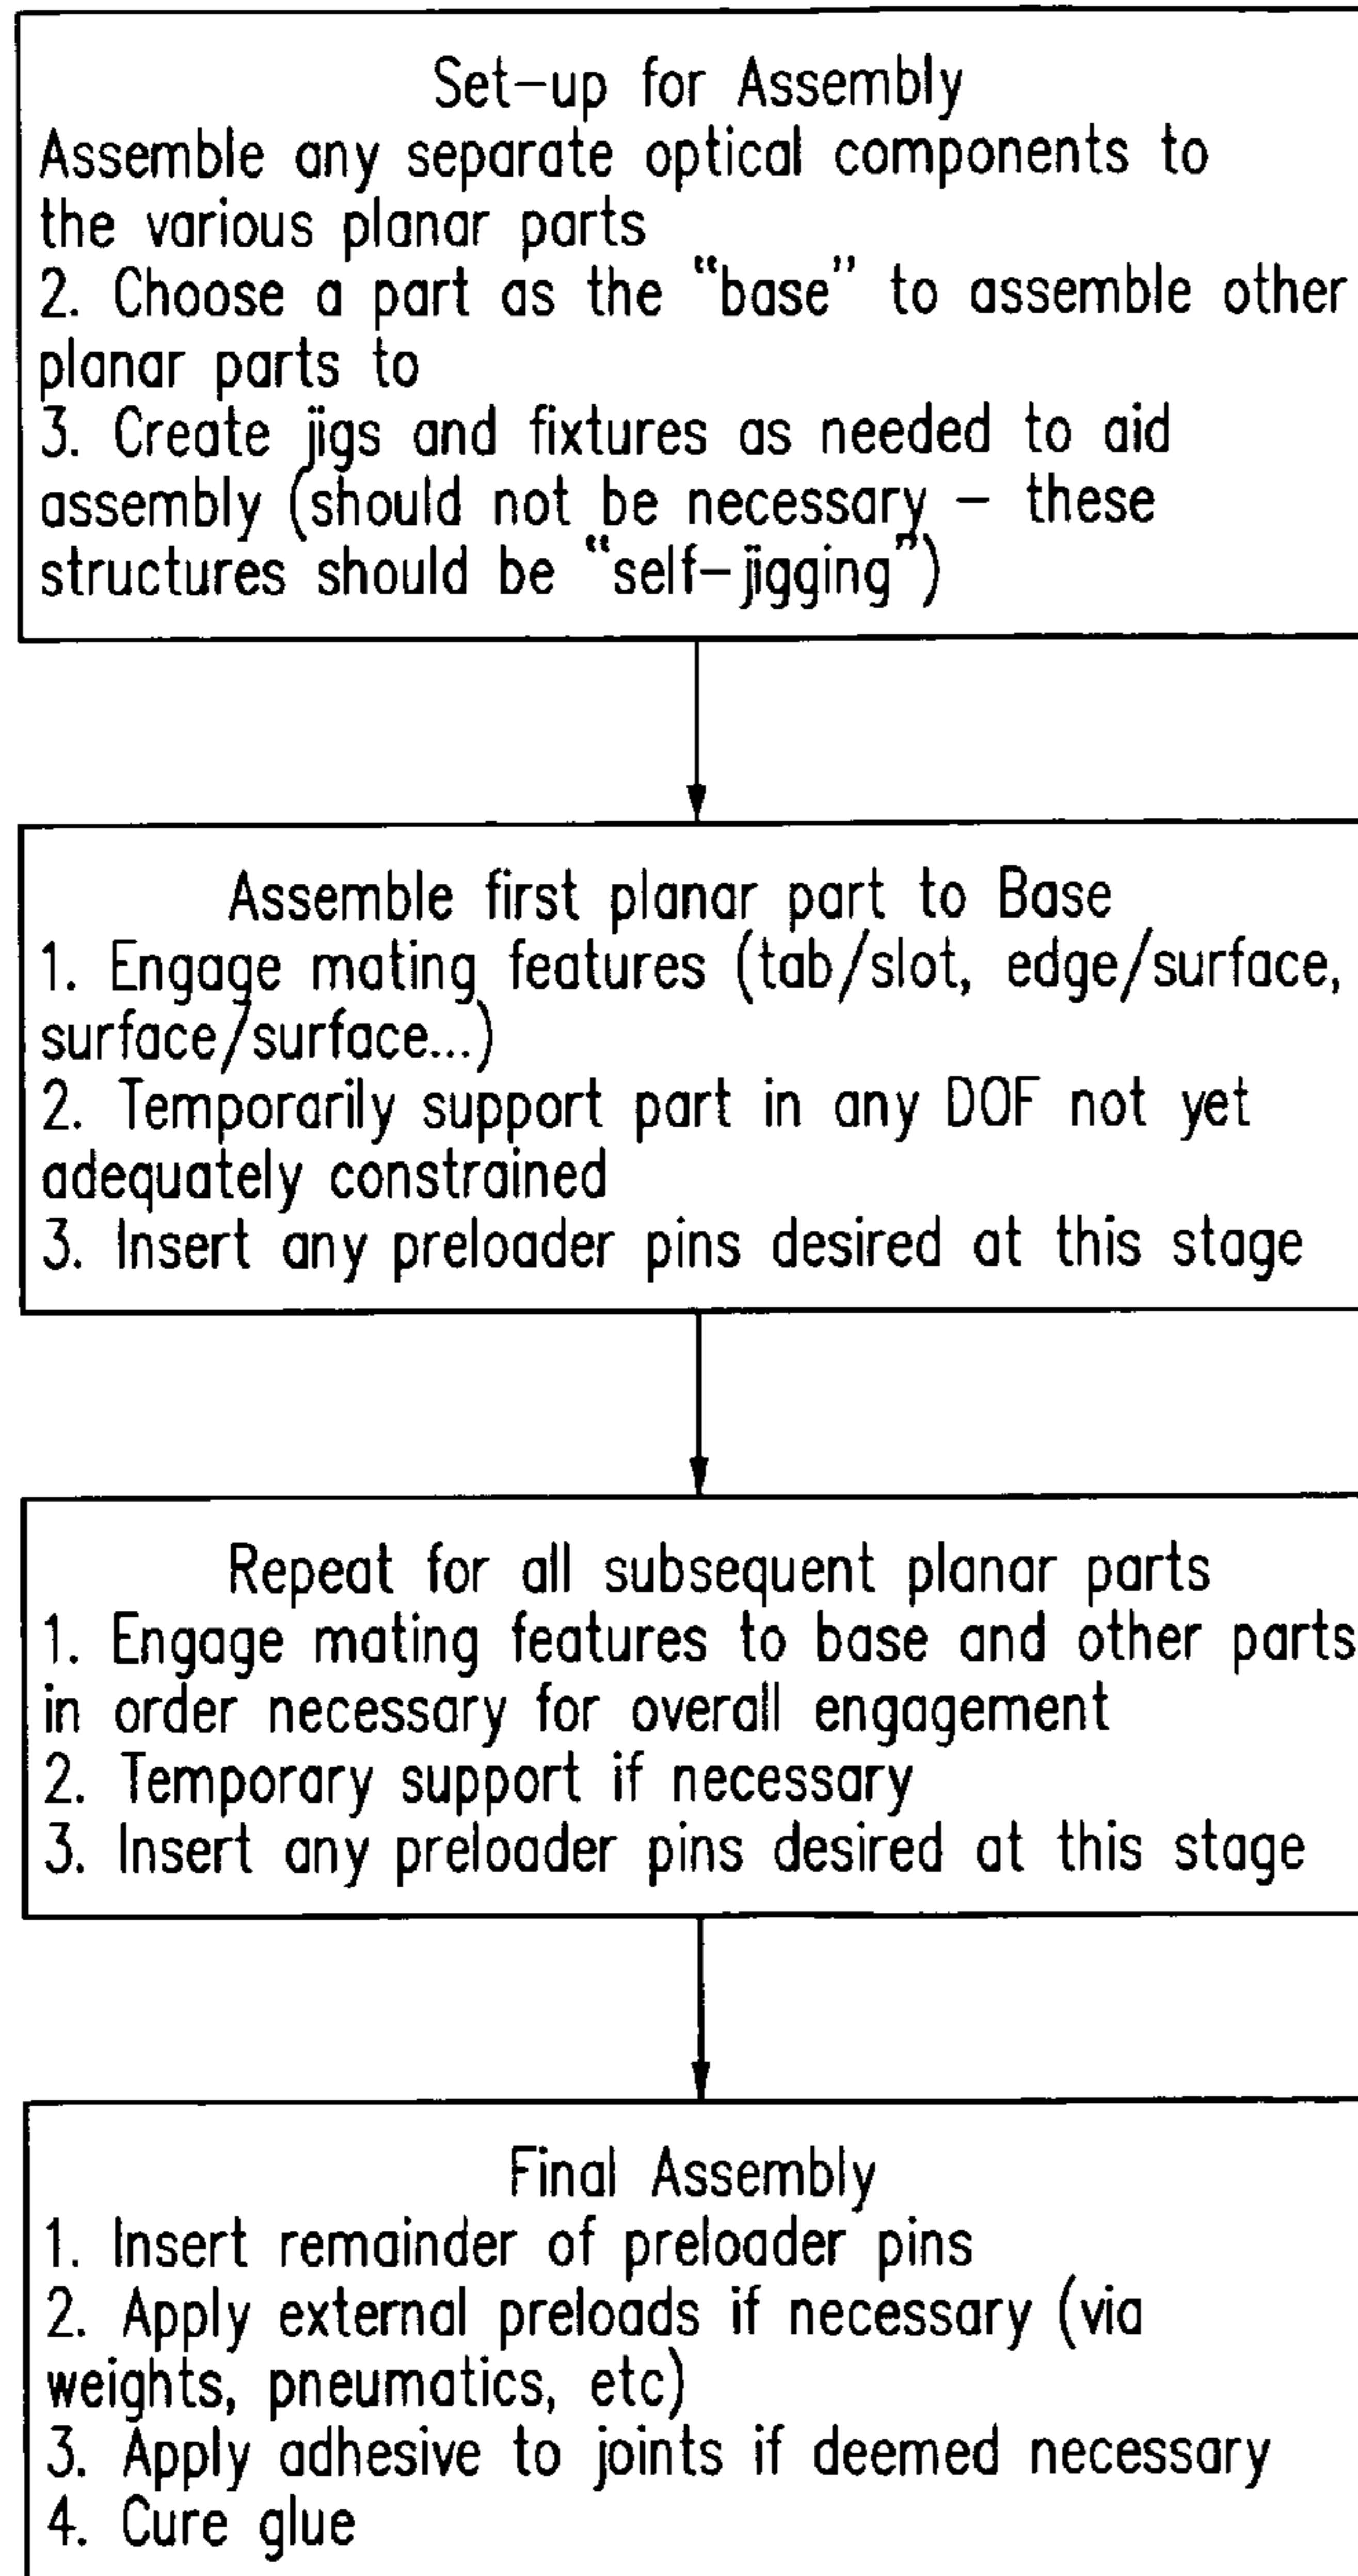 Set-up for Assembly
Assemble any separate optical components to
the various planar parts
2. Choose a part as the “base” to assemble other
planar parts to
3. Create jigs and fixtures as needed to aid
assembly (should not be necessary – these
structures should be “self-jigging”)
Assemble first planar part to Base
1. Engage mating features (tab/slot, edge/surface,
surface/surface...)
2. Temporarily support part in any DOF not yet
adequately constrained
3. Insert any preloader pins desired at this stage
Repeat for all subsequent planar parts
1. Engage mating features to base and other parts
in order necessary for overall engagement
2. Temporary support if necessary
3. Insert any preloader pins desired at this stage
Final Assembly
1. Insert remainder of preloader pins
2. Apply external preloads if necessary (via
weights, pneumatics, etc)
3. Apply adhesive to joints if deemed necessary
4. Cure glue